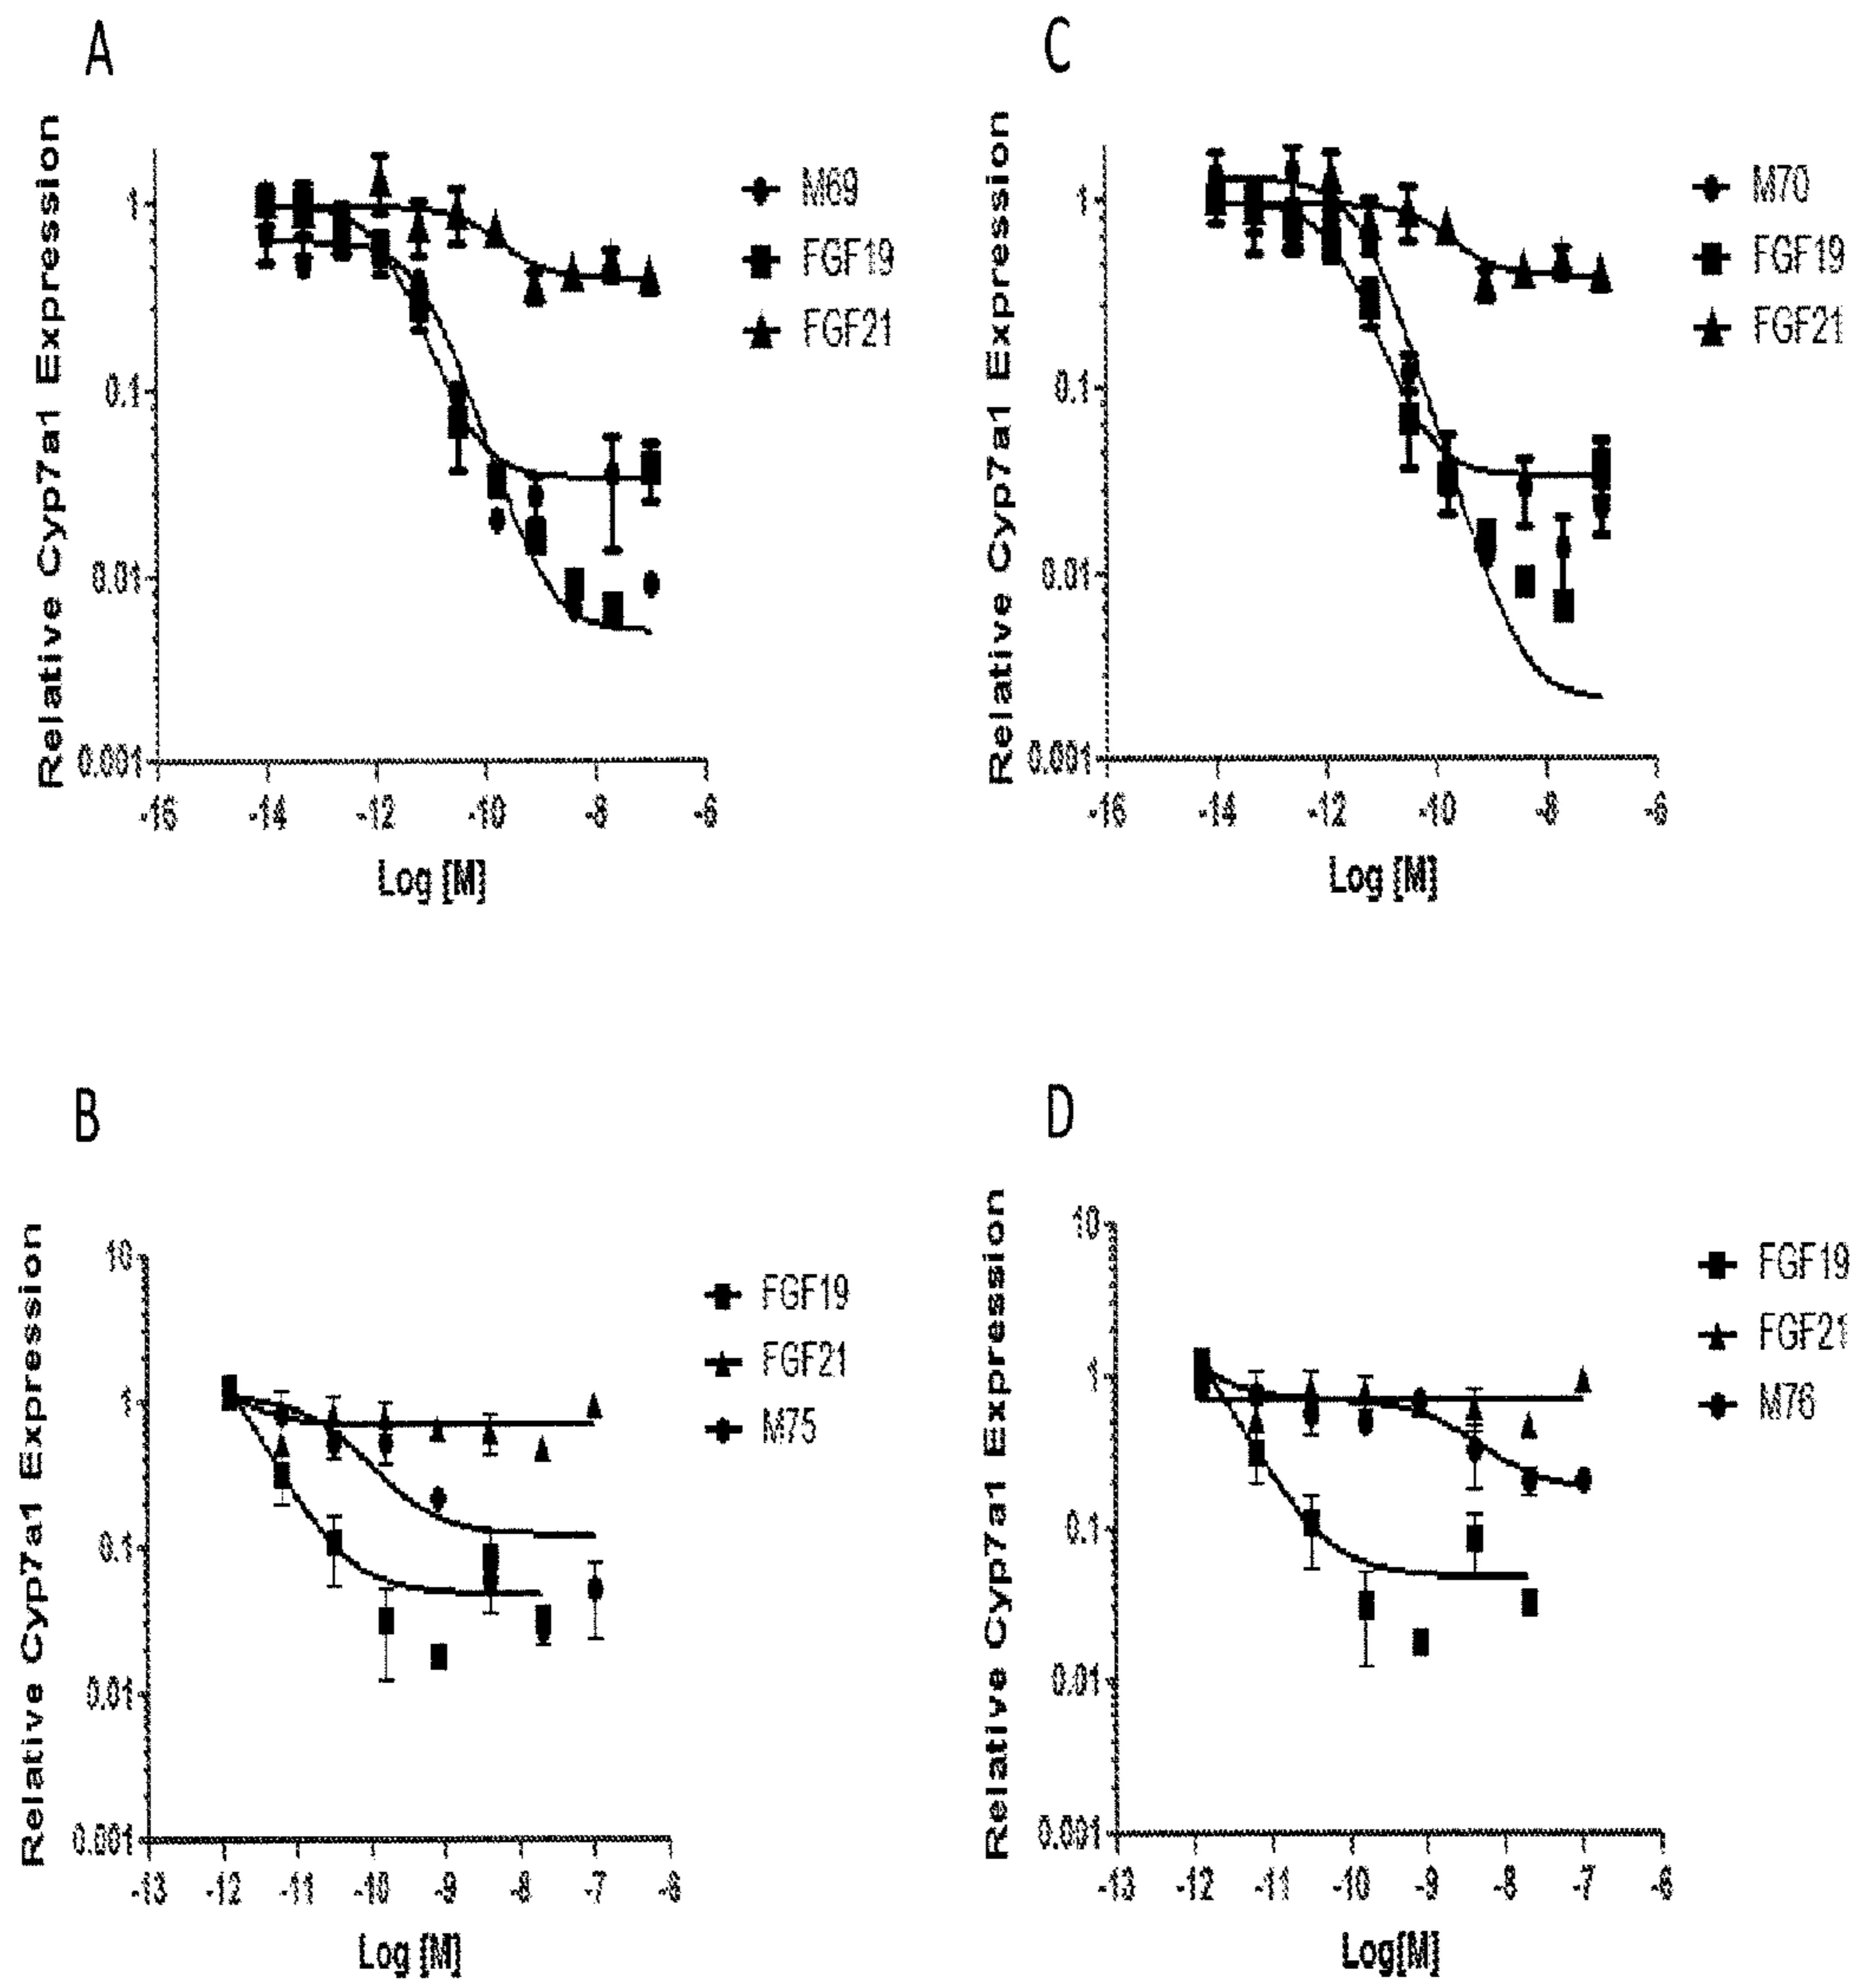 A
Relative Cyp7a1 Expression
1
0.1
0.01
0.001
-16
-14
-12
-10
-8
-6
Log [M]
M69
FGF19
FGF21
C
Relative Cyp7a1 Expression
1
0.1
0.01
0.001
-16
-14
-12
-10
-8
-6
Log [M]
M70
FGF19
FGF21
B
Relative Cyp7a1 Expression
10
1
0.1
0.01
0.001
-13
-12
-11
-10
-9
-8
-7
-6
Log [M]
FGF19
FGF21
M75
D
Relative Cyp7a1 Expression
10
1
0.1
0.01
0.001
-13
-12
-11
-10
-9
-8
-7
-6
Log[M]
FGF19
FGF21
M76